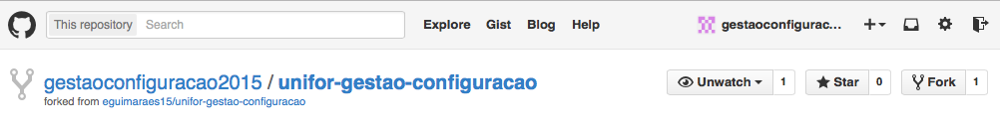 This repository Search Explore Gist Blog Help gestaoconfigurac...
gestaoconfiguracao2015 / unifor-gestao-configuracao Unwatch 1 Star 0 Fork 1
forked from eguimaraes15/unifor-gestao-configuracao